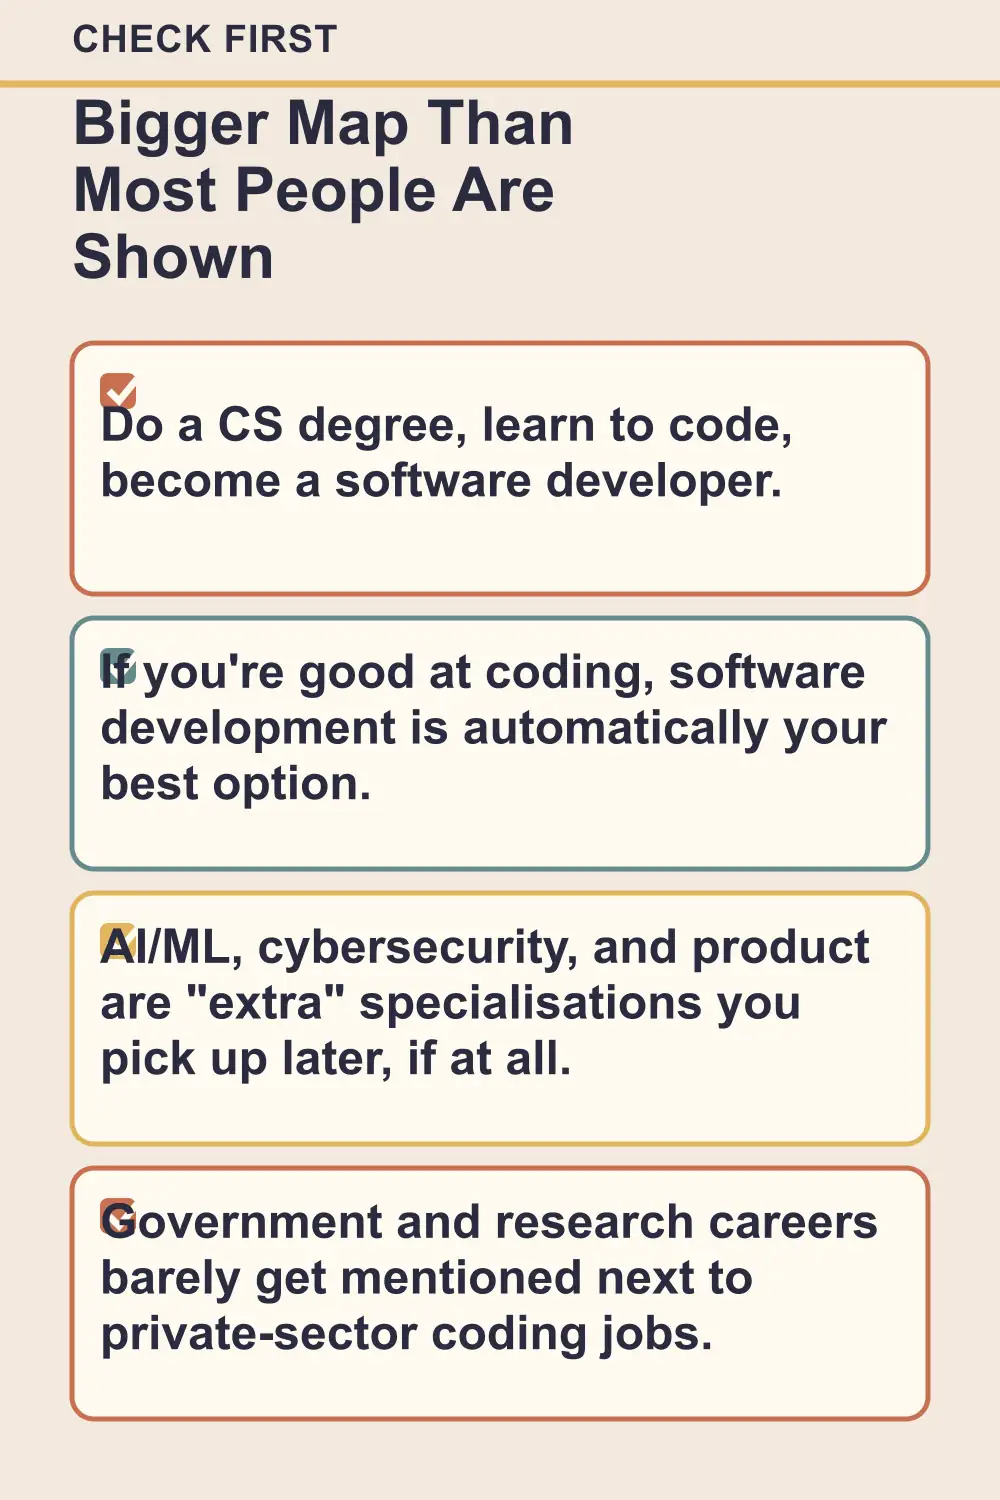 CHECK FIRST
Bigger Map Than
Most People Are
Shown
Do a CS degree, learn to code,
become a software developer.
If you're good at coding, software
development is automatically your
best option.
AI/ML, cybersecurity, and product
are "extra" specialisations you
pick up later, if at all.
Government and research careers
barely get mentioned next to
private-sector coding jobs.